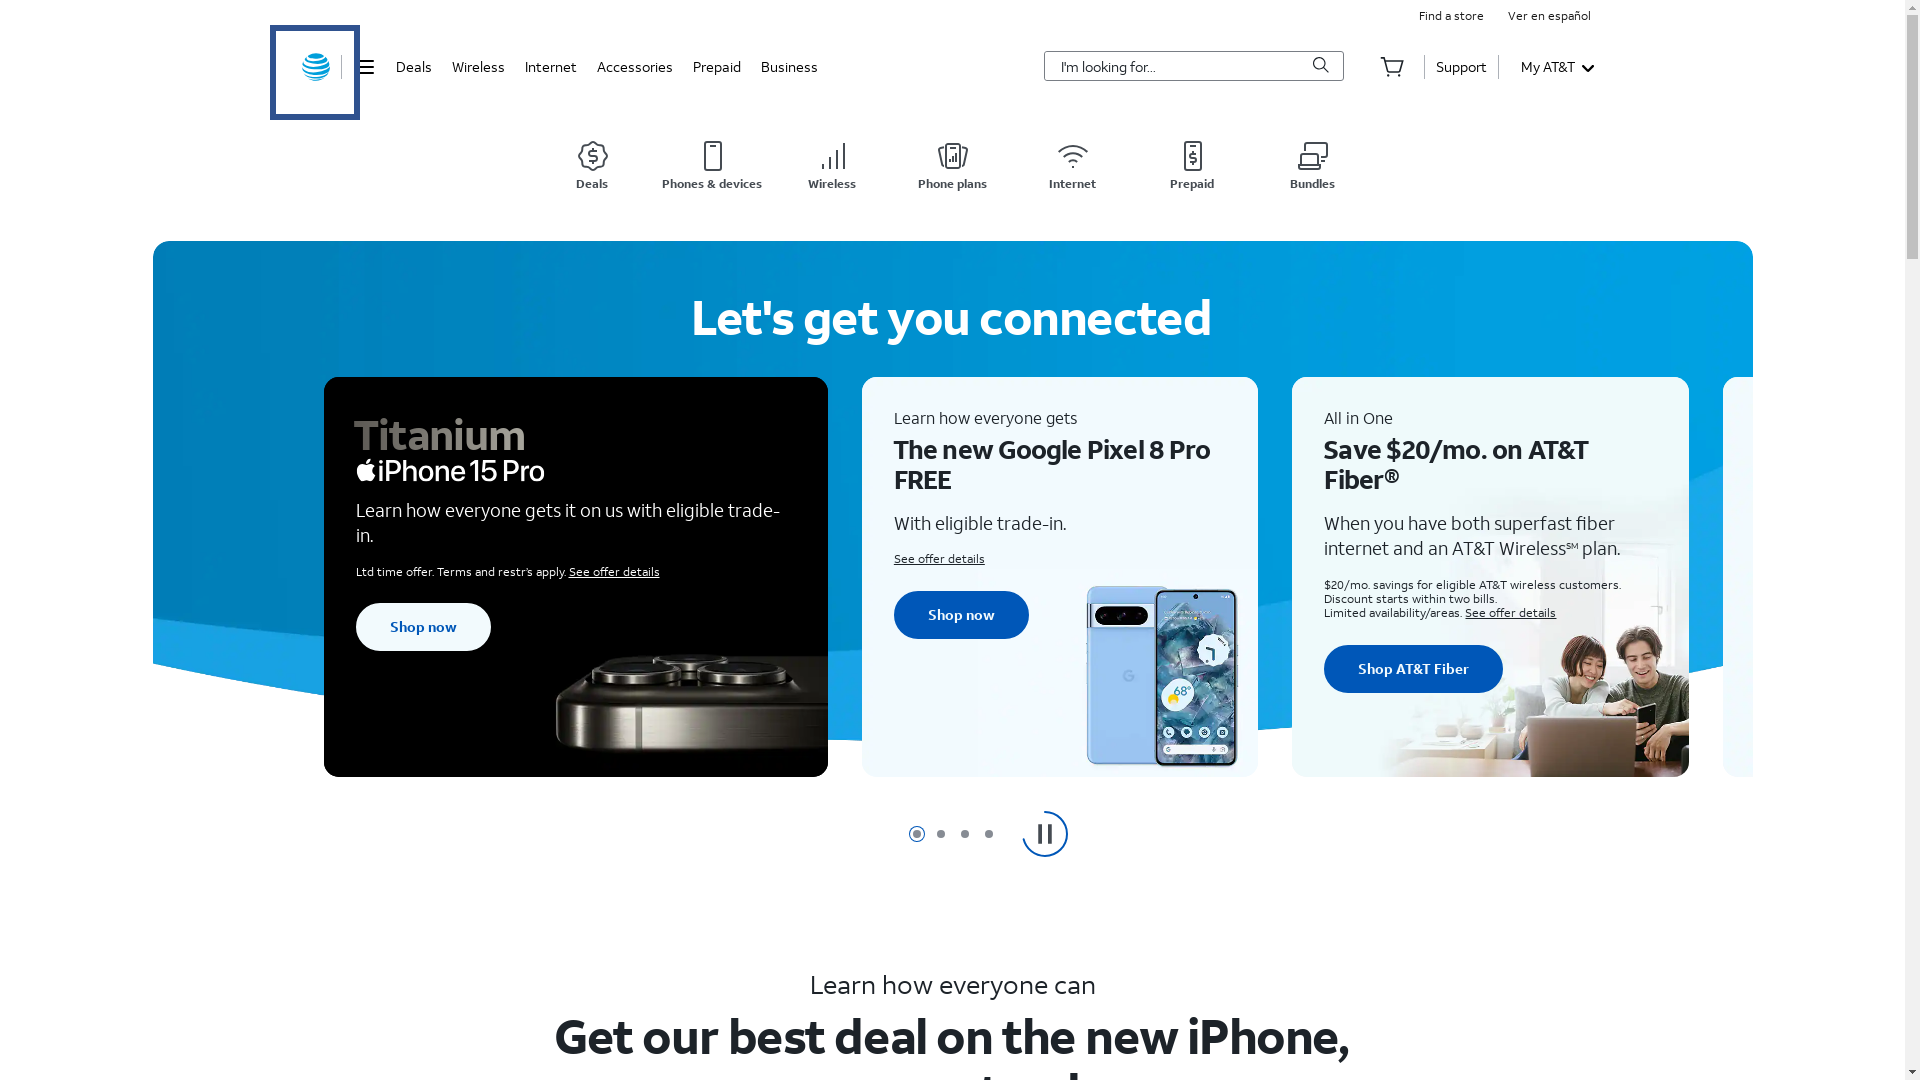 Find a store Ver en español
Deals Wireless Internet Accessories Prepaid Business I'm looking for... Support My AT&T
Deals Phones & devices Wireless Phone plans Internet Prepaid Bundles
Let's get you connected
Titanium
iPhone 15 Pro
Learn how everyone gets it on us with eligible trade-
in.
Ltd time offer. Terms and restr's apply. See offer details
Shop now
Learn how everyone gets
The new Google Pixel 8 Pro
FREE
With eligible trade-in.
See offer details
Shop now
68°
All in One
Save $20/mo. on AT&T
Fiber®
When you have both superfast fiber
internet and an AT&T Wireless℠ plan.
$20/mo. savings for eligible AT&T wireless customers.
Discount starts within two bills.
Limited availability/areas. See offer details
Shop AT&T Fiber
Learn how everyone can
Get our best deal on the new iPhone,